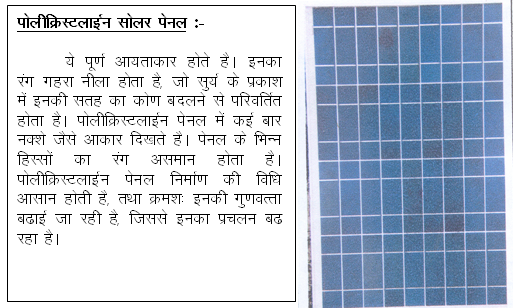 पोलीक्रिस्टलाईन सोलर पेनल :-
ये पूर्ण आयताकार होते है। इनका
रंग गहरा नीला होता है, जो सुर्य के प्रकाश
में इनकी सतह का कोण बदलने से परिवर्तित
होता है। पोलीक्रिस्टलाईन पेनल में कई बार
नक्शे जैसे आकार दिखते है। पेनल के भिन्न
हिस्सों का रंग असमान होता है।
पोलीक्रिस्टलाईन पेनल निर्माण की विधि
आसान होती है, तथा क्रमशः इनकी गुणवत्ता
बढाई जा रही है, जिससे इनका प्रचलन बढ
रहा है।